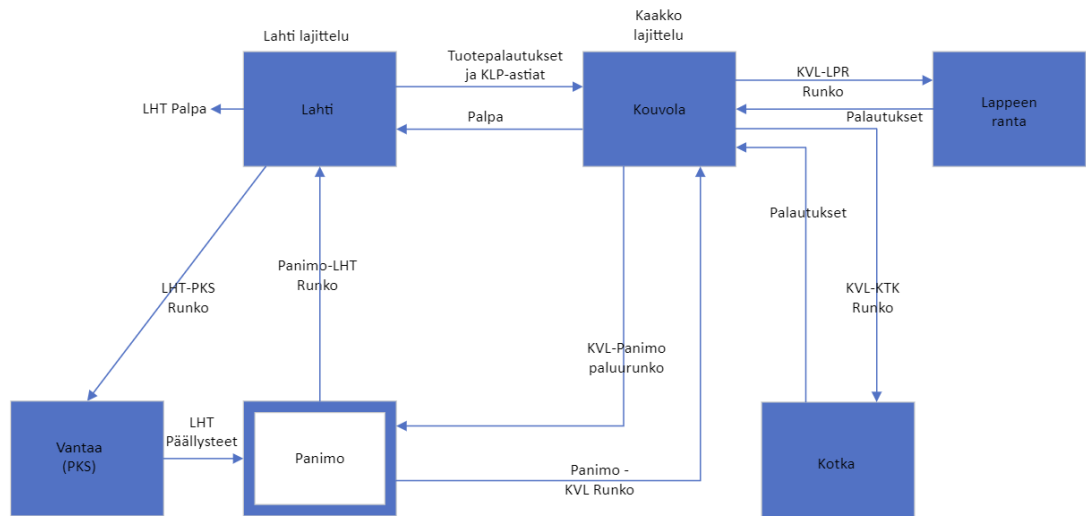 Kaakko
lajittelu
Lahti lajittelu
Tuotepalautukset
ja KLP-astiat
KVL-LPR
Runko
LHT Palpa
Lahti
Palpa
Kouvola
Palautukset
Lappeen
ranta
Palautukset
LHT-PKS
Runko
Panimo-LHT
Runko
KVL-KTK
Runko
KVL-Panimo
paluurunko
LHT
Päällysteet
Vantaa
(PKS)
Panimo
Panimo -
KVL Runko
Kotka